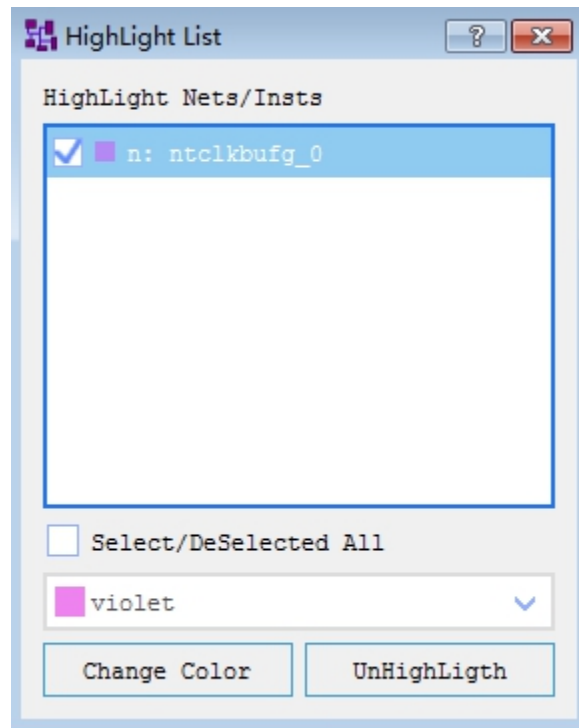 HighLight List
HighLight Nets/Insts
n: ntclkbufg_0
Select/DeSelected All
violet
Change Color UnHighLigth